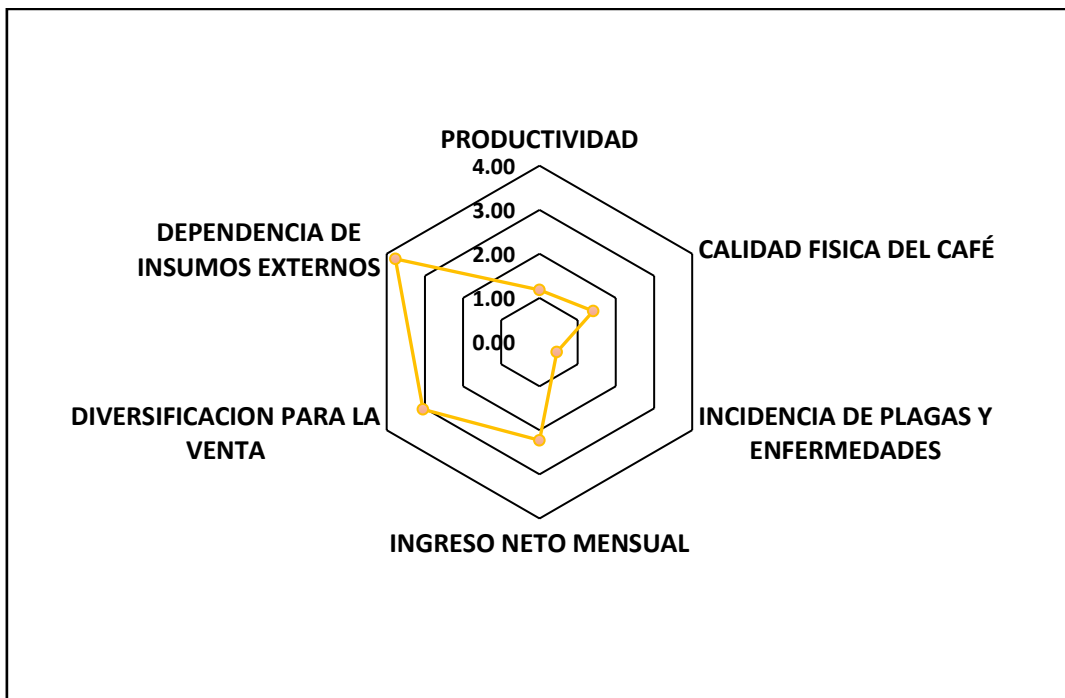 PRODUCTIVIDAD
4.00
3.00
2.00
1.00
0.00
CALIDAD FISICA DEL CAFÉ
INCIDENCIA DE PLAGAS Y
ENFERMEDADES
INGRESO NETO MENSUAL
DIVERSIFICACION PARA LA
VENTA
DEPENDENCIA DE
INSUMOS EXTERNOS